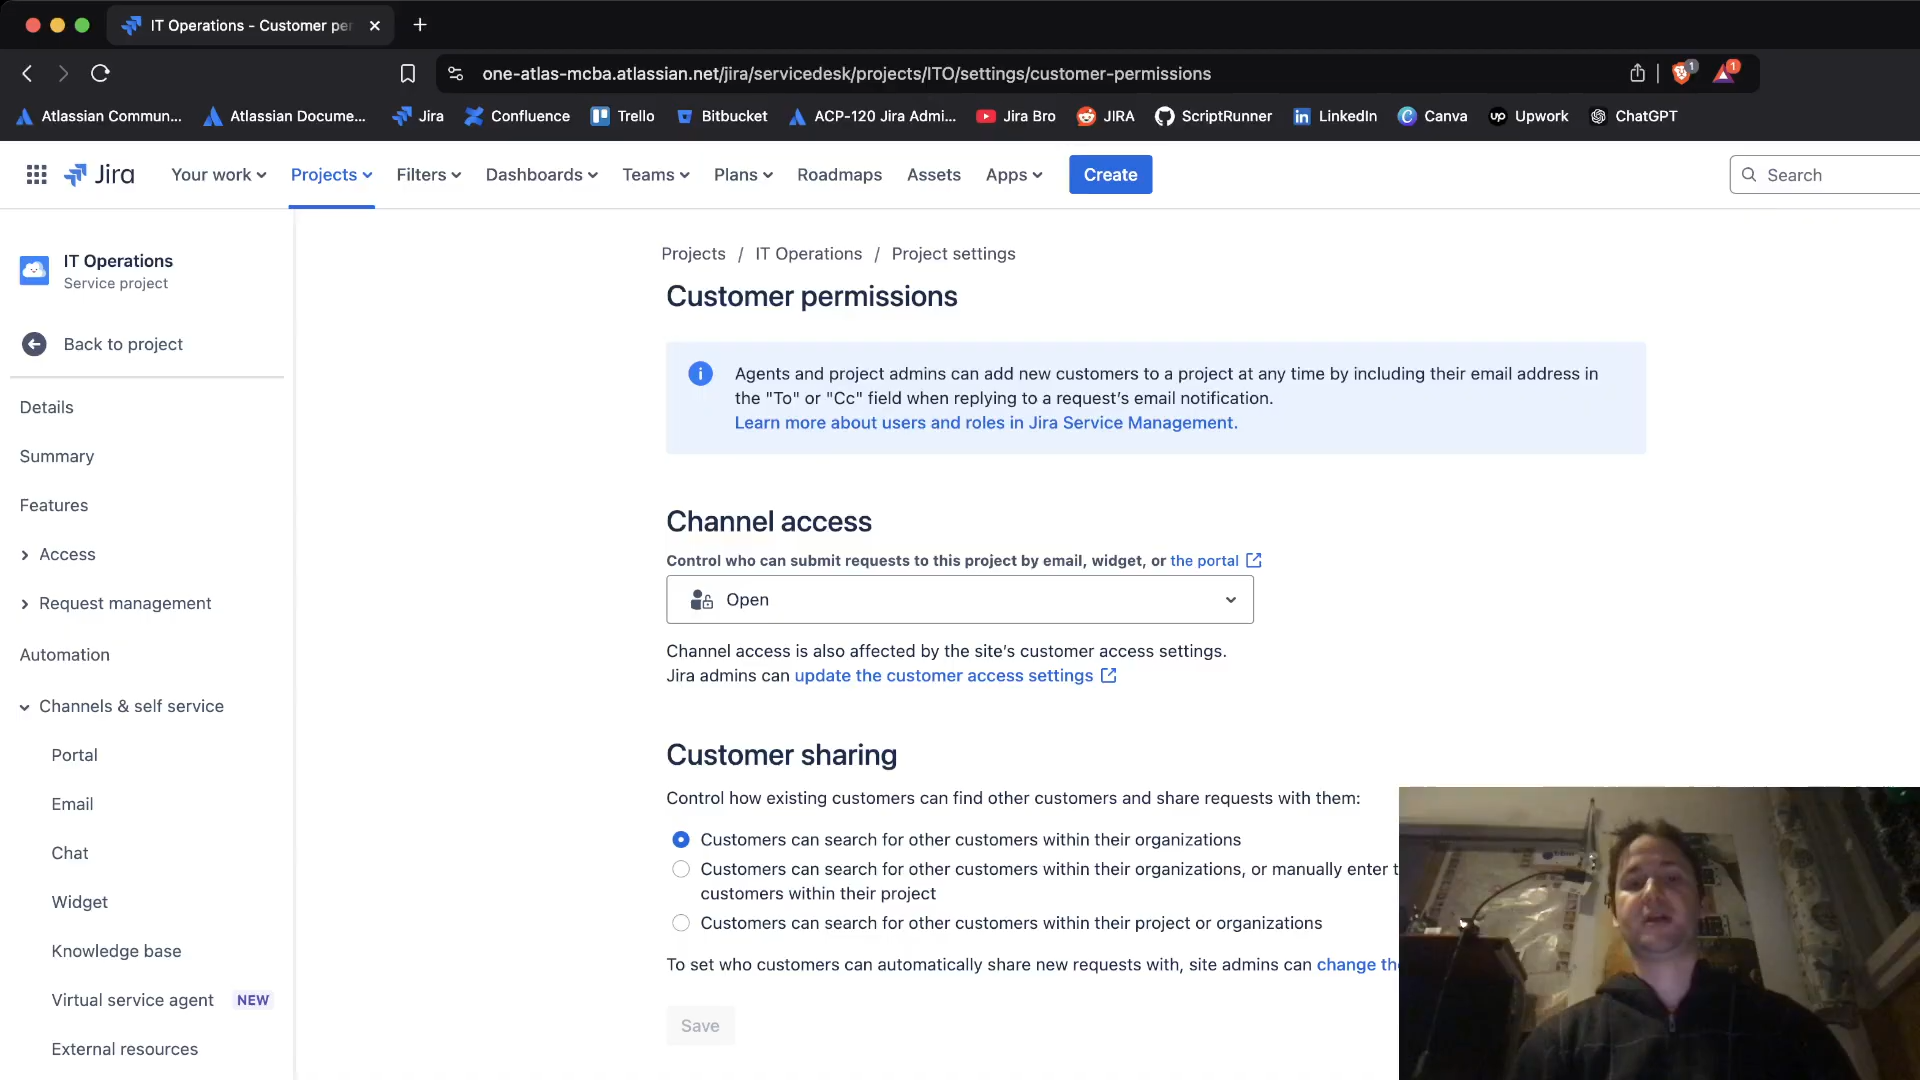 IT Operations - Customer per
one-atlas-mcba.atlassian.net/jira/servicedesk/projects/ITO/settings/customer-permissions
1
1
Atlassian Commun... Atlassian Docume... Jira Confluence Trello Bitbucket ACP-120 Jira Admi... Jira Bro JIRA ScriptRunner LinkedIn Canva Upwork ChatGPT
Jira Your work Projects Filters Dashboards Teams Plans Roadmaps Assets Apps Create Search
IT Operations
Service project
Back to project
Details
Summary
Features
Access
Request management
Automation
Channels & self service
Portal
Email
Chat
Widget
Knowledge base
Virtual service agent NEW
External resources
Projects / IT Operations / Project settings
Customer permissions
Agents and project admins can add new customers to a project at any time by including their email address in
the "To" or "Cc" field when replying to a request's email notification.
Learn more about users and roles in Jira Service Management.
Channel access
Control who can submit requests to this project by email, widget, or the portal
Open
Channel access is also affected by the site's customer access settings.
Jira admins can update the customer access settings
Customer sharing
Control how existing customers can find other customers and share requests with them:
Customers can search for other customers within their organizations
Customers can search for other customers within their organizations, or manually enter t
customers within their project
Customers can search for other customers within their project or organizations
To set who customers can automatically share new requests with, site admins can change th
Save